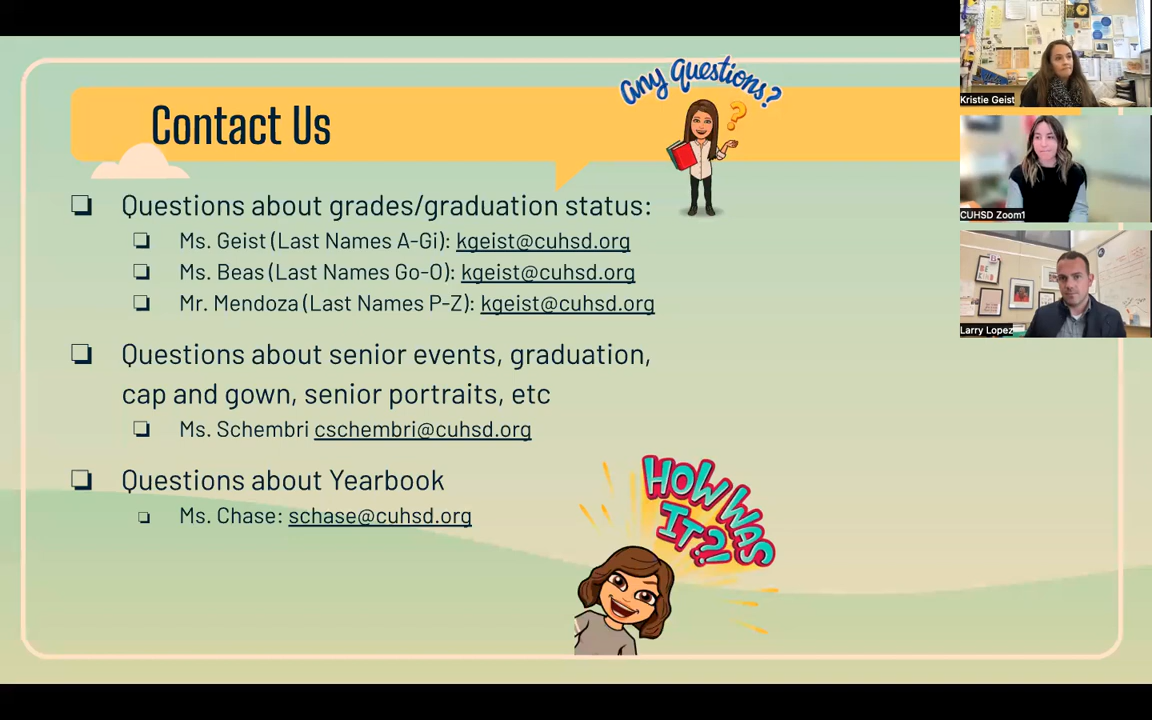 any questions?
Contact Us
Kristie Geist
Questions about grades/graduation status:
CUHSD Zoom1
Ms. Geist (Last Names A-Gi): kgeist@cuhsd.org
Ms. Beas (Last Names Go-O): kgeist@cuhsd.org
Mr. Mendoza (Last Names P-Z): kgeist@cuhsd.org
Larry Lopez
Questions about senior events, graduation,
cap and gown, senior portraits, etc
Ms. Schembri cschembri@cuhsd.org
Questions about Yearbook
Ms. Chase: schase@cuhsd.org
HOW WAS
IT?!